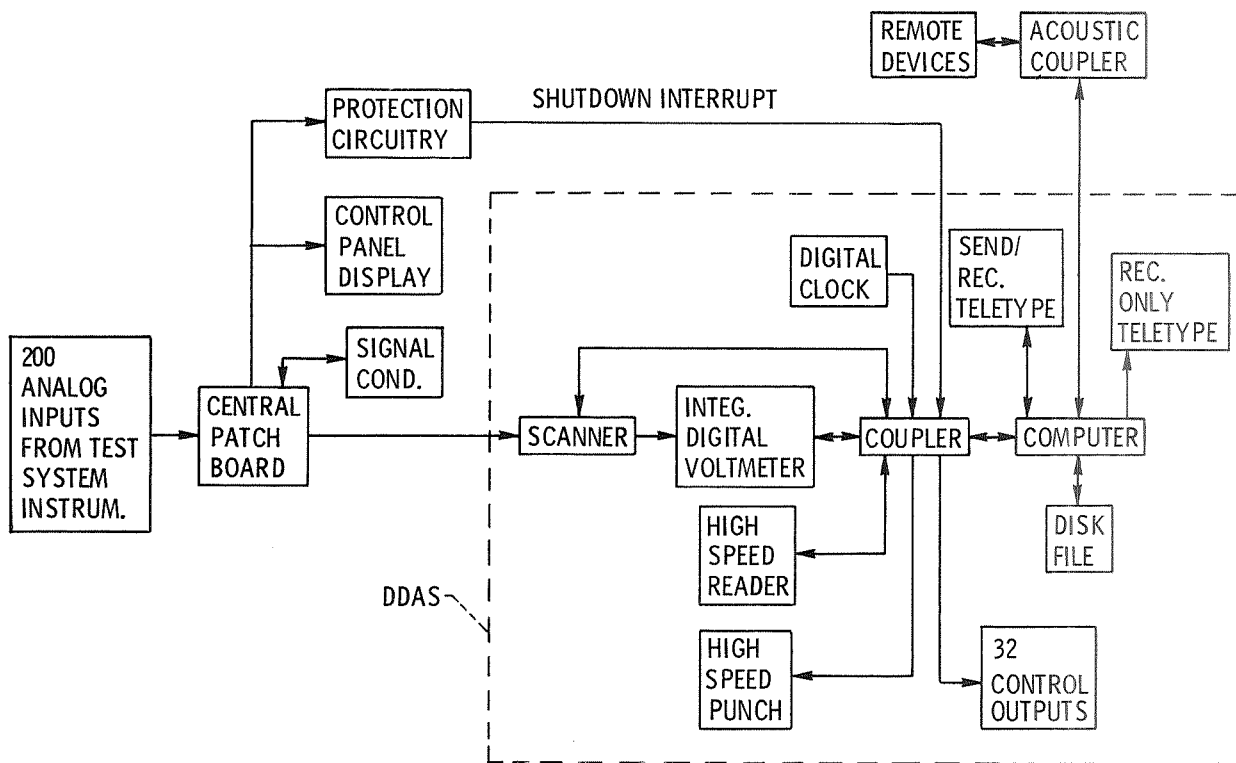 REMOTE
DEVICES
ACOUSTIC
COUPLER
PROTECTION
CIRCUITRY
SHUTDOWN INTERRUPT
CONTROL
PANEL
DISPLAY
DIGITAL
CLOCK
SEND/
REC.
TELETYPE
REC.
ONLY
TELETYPE
200
ANALOG
INPUTS
FROM TEST
SYSTEM
INSTRUM.
SIGNAL
COND.
CENTRAL
PATCH
BOARD
SCANNER
INTEG.
DIGITAL
VOLTMETER
COUPLER
COMPUTER
HIGH
SPEED
READER
DISK
FILE
DDAS
HIGH
SPEED
PUNCH
32
CONTROL
OUTPUTS